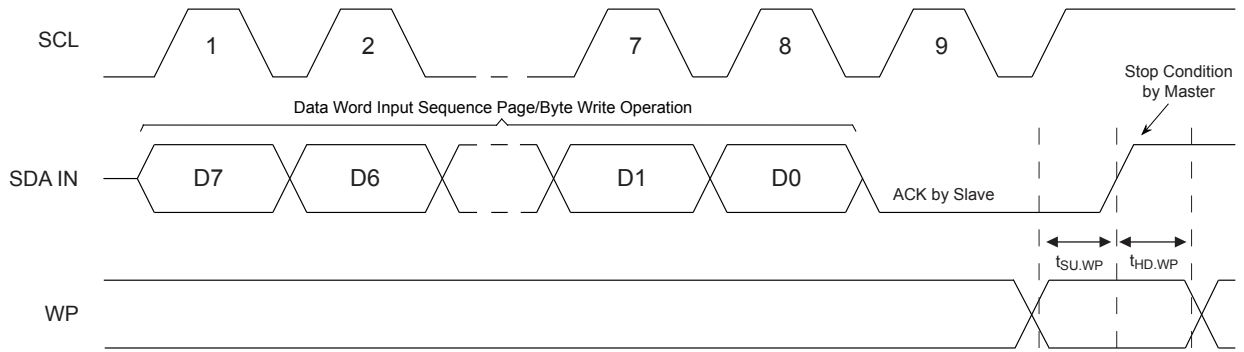 SCL
1
2
7
8
9
Stop Condition
by Master
Data Word Input Sequence Page/Byte Write Operation
SDA IN
D7
D6
D1
D0
ACK by Slave
tSU.WP
tHD.WP
WP